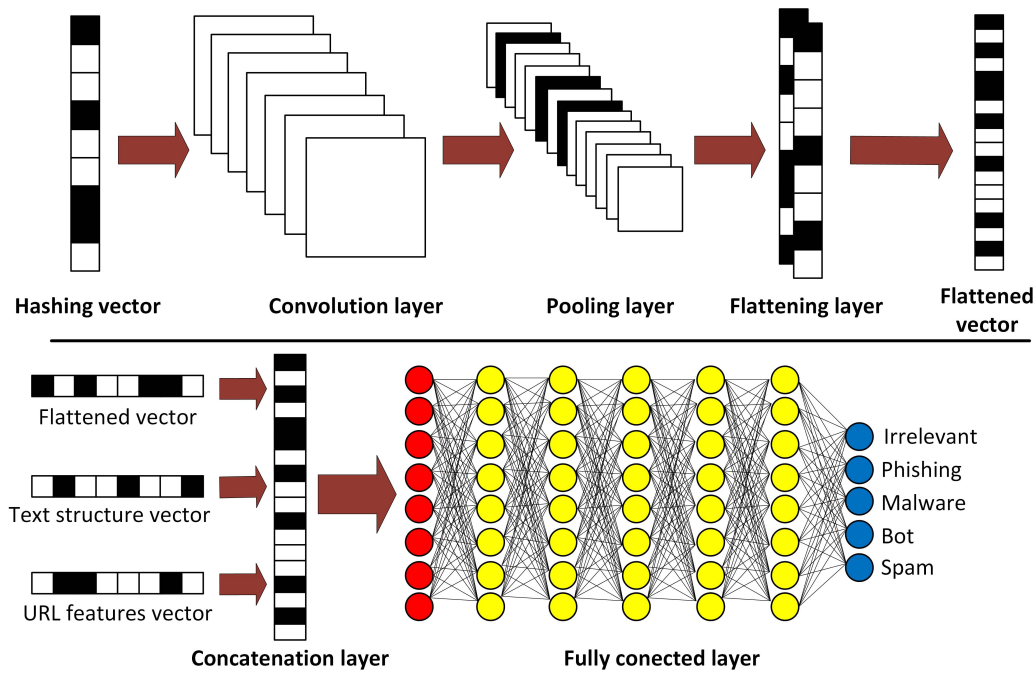 Hashing vector
Convolution layer
Pooling layer
Flattening layer
Flattened
vector
Flattened vector
Text structure vector
URL features vector
Concatenation layer
Fully conected layer
Irrelevant
Phishing
Malware
Bot
Spam